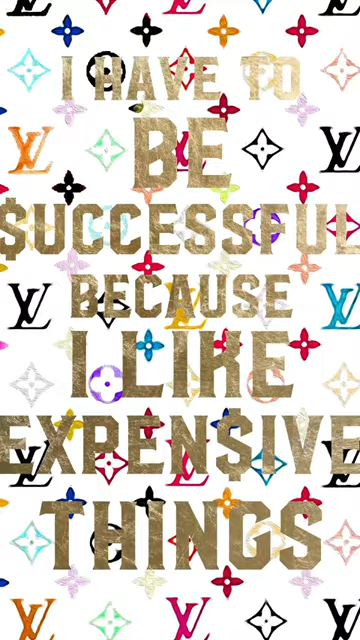 I HAVE TO
BE
$UCCESSFUL
BECAUSE
I LIKE
EXPEN$IVE
THINGS